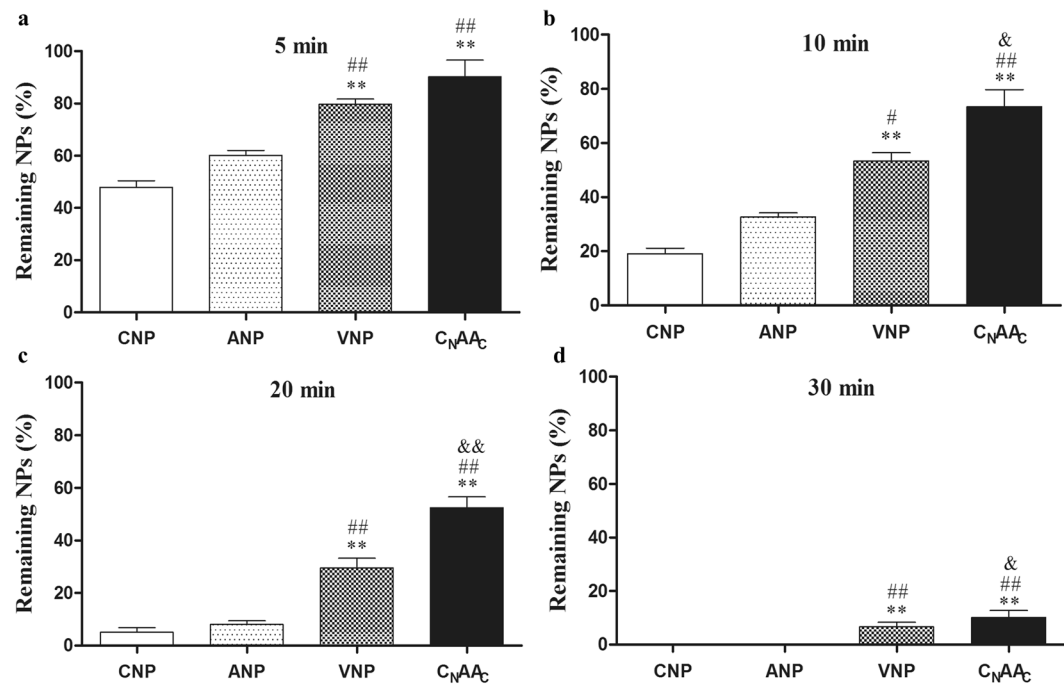 a
5 min
Remaining NPs (%)
100
80
60
40
20
0
##
**
##
**
CNP ANP VNP CNAAC
b
10 min
Remaining NPs (%)
100
80
60
40
20
0
#
**
&
##
**
CNP ANP VNP CNAAC
c
20 min
Remaining NPs (%)
100
80
60
40
20
0
##
**
&&
##
**
CNP ANP VNP CNAAC
d
30 min
Remaining NPs (%)
100
80
60
40
20
0
##
**
&
##
**
CNP ANP VNP CNAAC